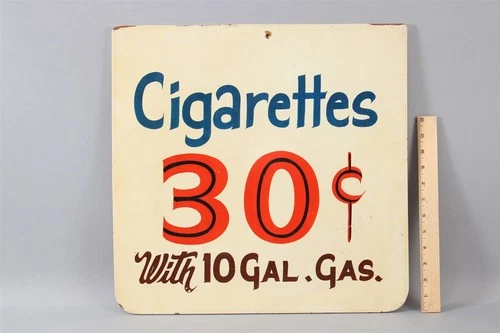 Cigarettes
30¢
With 10 GAL. GAS.